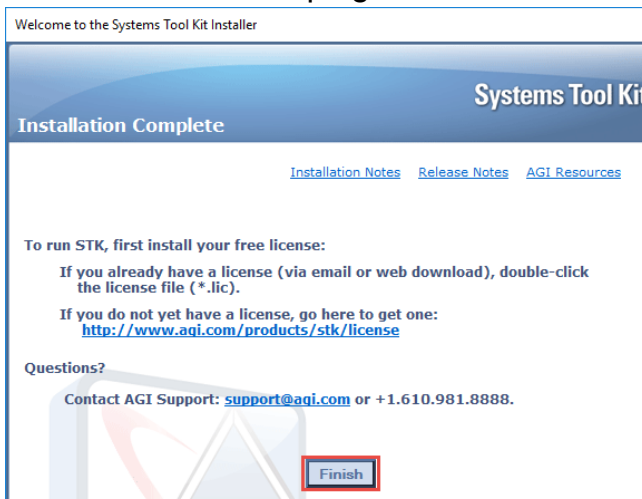 Welcome to the Systems Tool Kit Installer
Systems Tool Kit
Installation Complete
Installation Notes Release Notes AGI Resources
To run STK, first install your free license:
If you already have a license (via email or web download), double-click
the license file (*.lic).
If you do not yet have a license, go here to get
one:
http://www.agi.com/products/stk/license
Questions?
Contact AGI Support: support@agi.com or +1.610.981.8888.
Finish